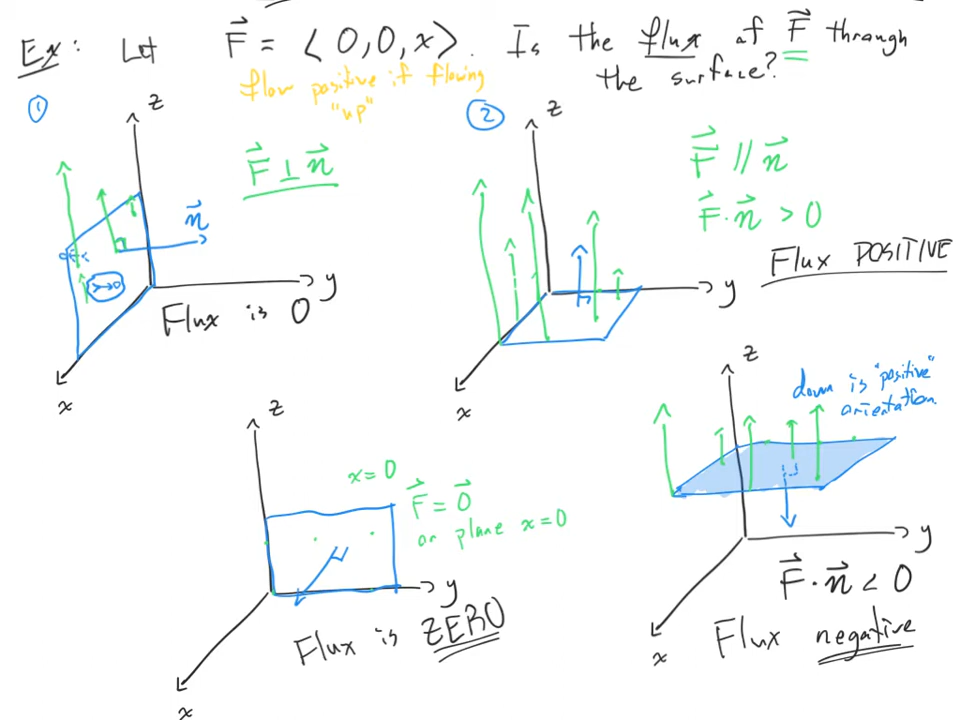 Ex: Let F⃗ = ⟨0,0,x⟩. Is the flux of F⃗ through
the surface?
flow positive if flowing
"up"
①
z
F⃗ ⊥ n⃗
n⃗
y
Flux is 0
x
②
z
F⃗ // n⃗
F⃗·n⃗ > 0
Flux POSITIVE
y
x
z
x=0
F⃗ = 0⃗
on plane x=0
y
Flux is ZERO
x
z
down is "positive"
orientation.
y
F⃗·n⃗ < 0
Flux negative
x